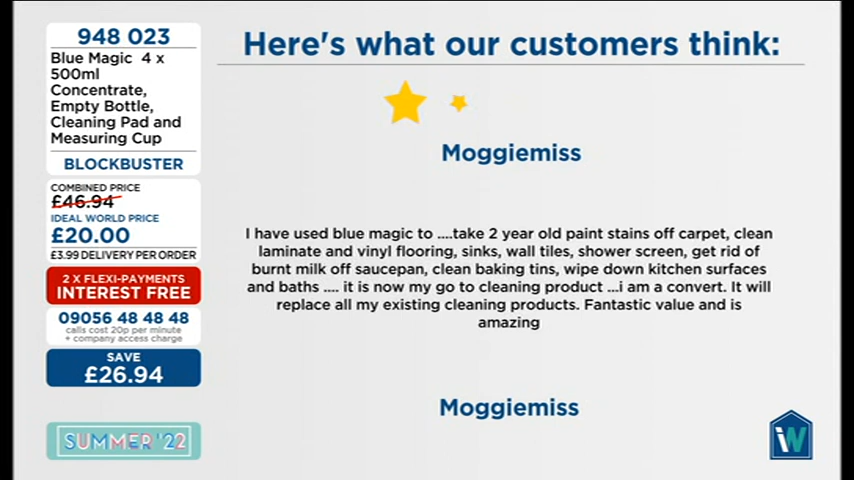 948 023
Blue Magic 4 x
500ml
Concentrate,
Empty Bottle,
Cleaning Pad and
Measuring Cup
BLOCKBUSTER
COMBINED PRICE
£46.94
IDEAL WORLD PRICE
£20.00
£3.99 DELIVERY PER ORDER
2 X FLEXI-PAYMENTS
INTEREST FREE
09056 48 48 48
calls cost 20p per minute
+ company access charge
SAVE
£26.94
SUMMER '22
Here's what our customers think:
Moggiemiss
I have used blue magic to ....take 2 year old paint stains off carpet, clean
laminate and vinyl flooring, sinks, wall tiles, shower screen, get rid of
burnt milk off saucepan, clean baking tins, wipe down kitchen surfaces
and baths .... it is now my go to cleaning product ...i am a convert. It will
replace all my existing cleaning products. Fantastic value and is
amazing
Moggiemiss
iW